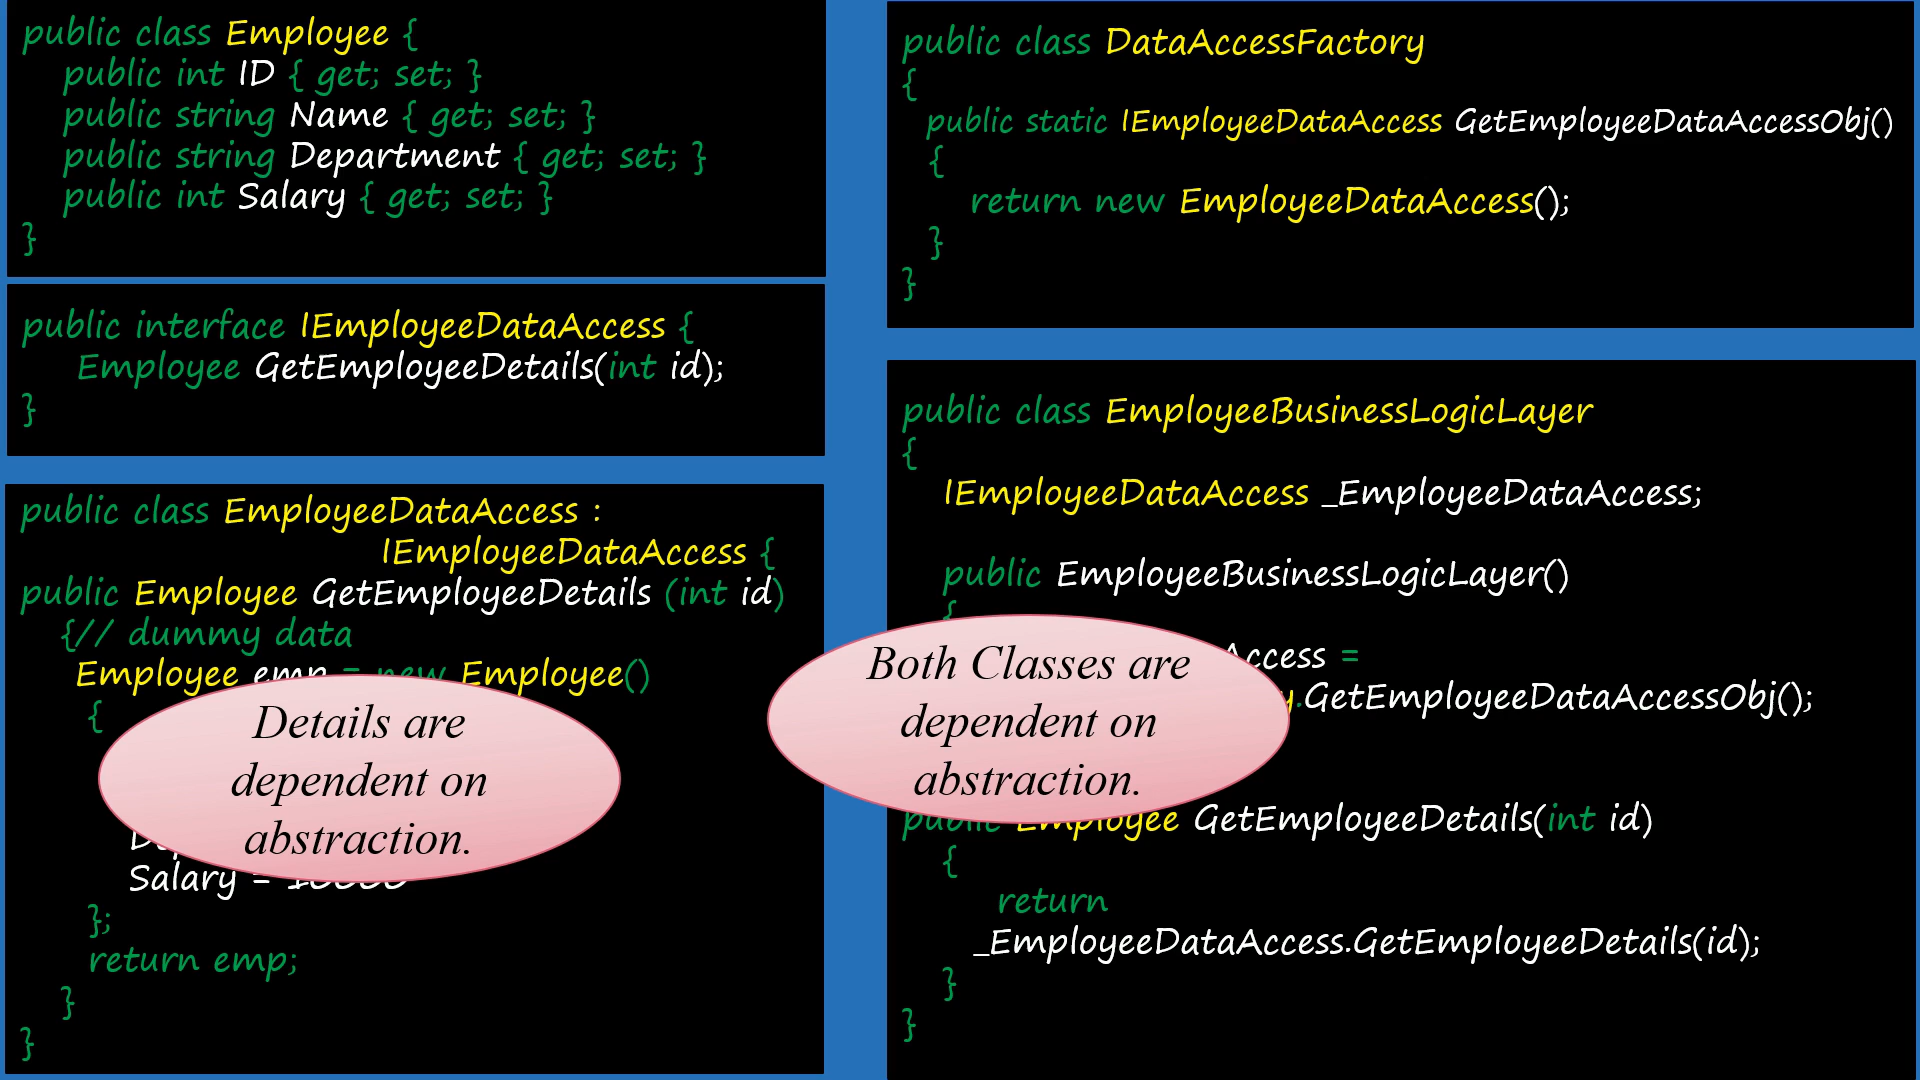 public class Employee {
public int ID { get; set; }
public string Name { get; set; }
public string Department { get; set; }
public int Salary { get; set; }
}
public interface IEmployeeDataAccess {
Employee GetEmployeeDetails(int id);
}
public class EmployeeDataAccess :
IEmployeeDataAccess {
public Employee GetEmployeeDetails (int id)
{// dummy data
Employee emp = new Employee()
{
Details are
dependent on
abstraction.
Salary =
};
return emp;
}
}
public class DataAccessFactory
{
public static IEmployeeDataAccess GetEmployeeDataAccessObj()
{
return new EmployeeDataAccess();
}
}
public class EmployeeBusinessLogicLayer
{
IEmployeeDataAccess _EmployeeDataAccess;
public EmployeeBusinessLogicLayer()
{
Access =
.GetEmployeeDataAccessObj();
Both Classes are
dependent on
abstraction.
public Employee GetEmployeeDetails(int id)
{
return
_EmployeeDataAccess.GetEmployeeDetails(id);
}
}